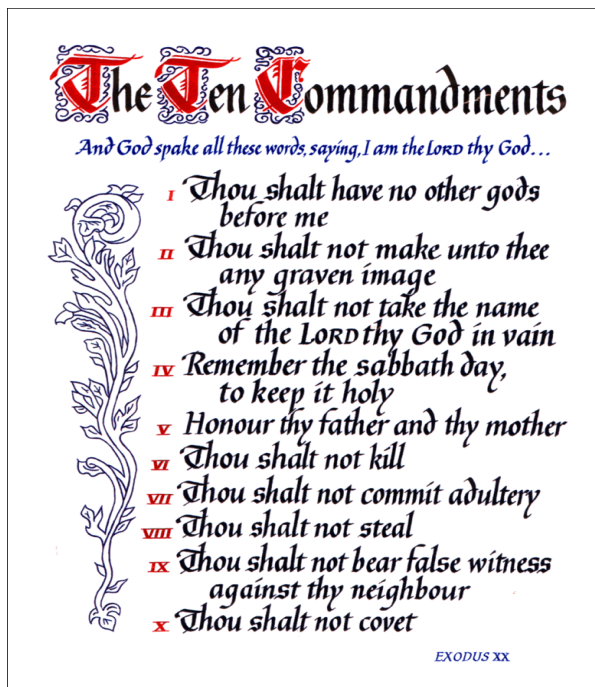 The Ten Commandments
And God spake all these words, saying, I am the LORD thy God...
I Thou shalt have no other gods
before me
II Thou shalt not make unto thee
any graven image
III Thou shalt not take the name
of the LORD thy God in vain
IV Remember the sabbath day,
to keep it holy
V Honour thy father and thy mother
VI Thou shalt not kill
VII Thou shalt not commit adultery
VIII Thou shalt not steal
IX Thou shalt not bear false witness
against thy neighbour
X Thou shalt not covet
EXODUS XX